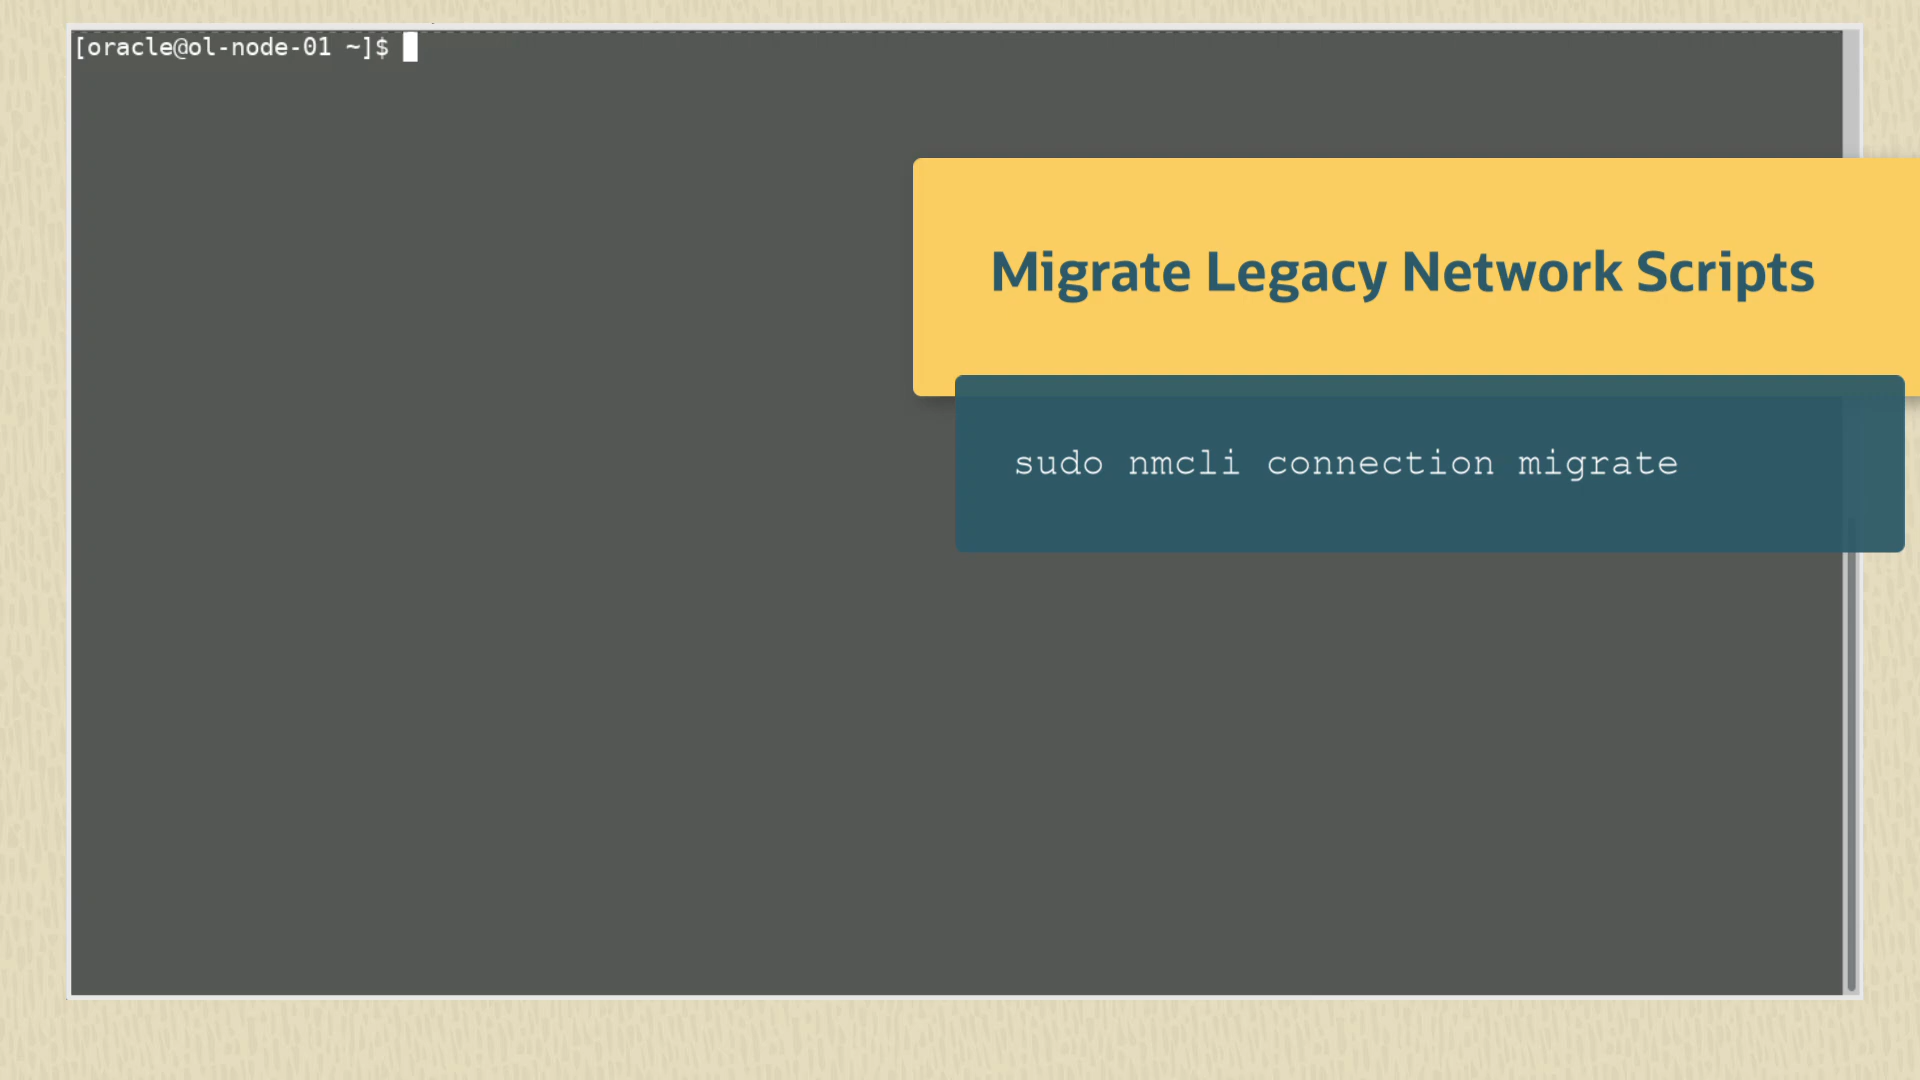 [oracle@ol-node-01 ~]$
Migrate Legacy Network Scripts
sudo nmcli connection migrate